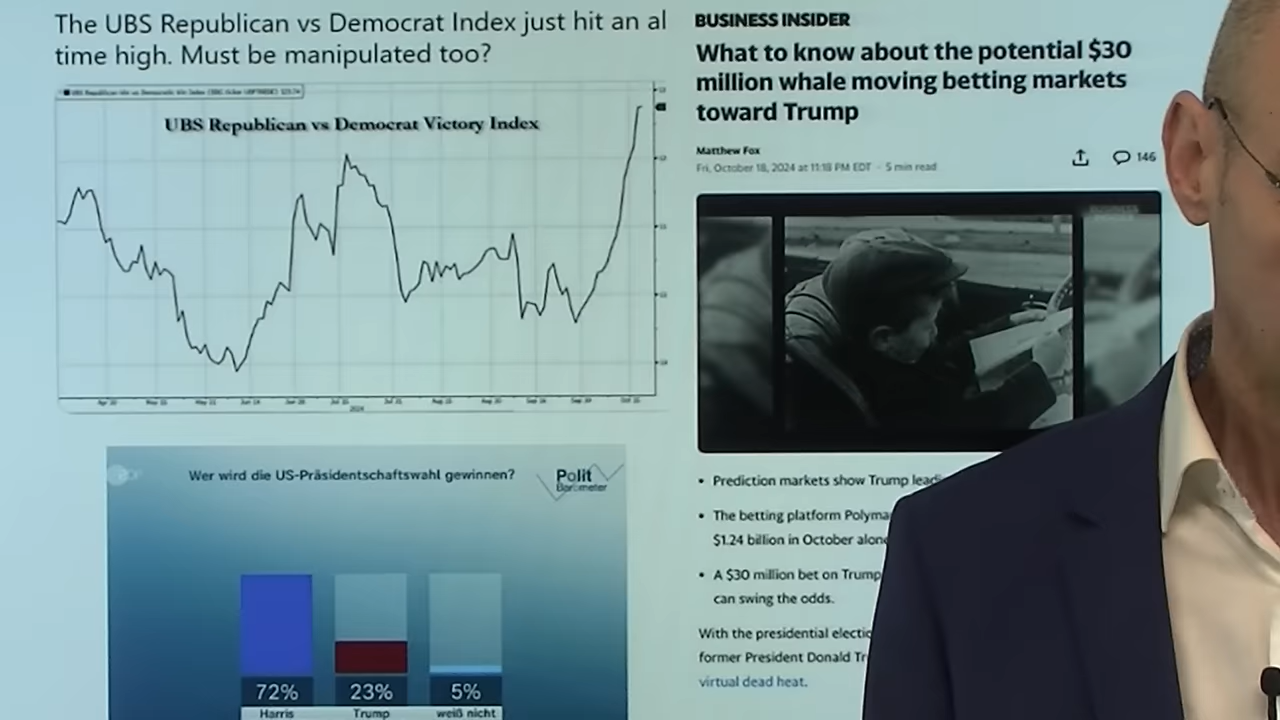 The UBS Republican vs Democrat Index just hit an al
time high. Must be manipulated too?
UBS Republican vs Democrat Victory Index
2024
Wer wird die US-Präsidentschaftswahl gewinnen?
Polit
Barometer
72%
23%
5%
Harris
Trump
weiß nicht
BUSINESS INSIDER
What to know about the potential $30
million whale moving betting markets
toward Trump
Matthew Fox
Fri, October 18, 2024 at 11:18 PM EDT · 5 min read
146
• Prediction markets show Trump lead
• The betting platform Polyma
$1.24 billion in October alone
• A $30 million bet on Trump
can swing the odds.
With the presidential electic
former President Donald Tr
virtual dead heat.